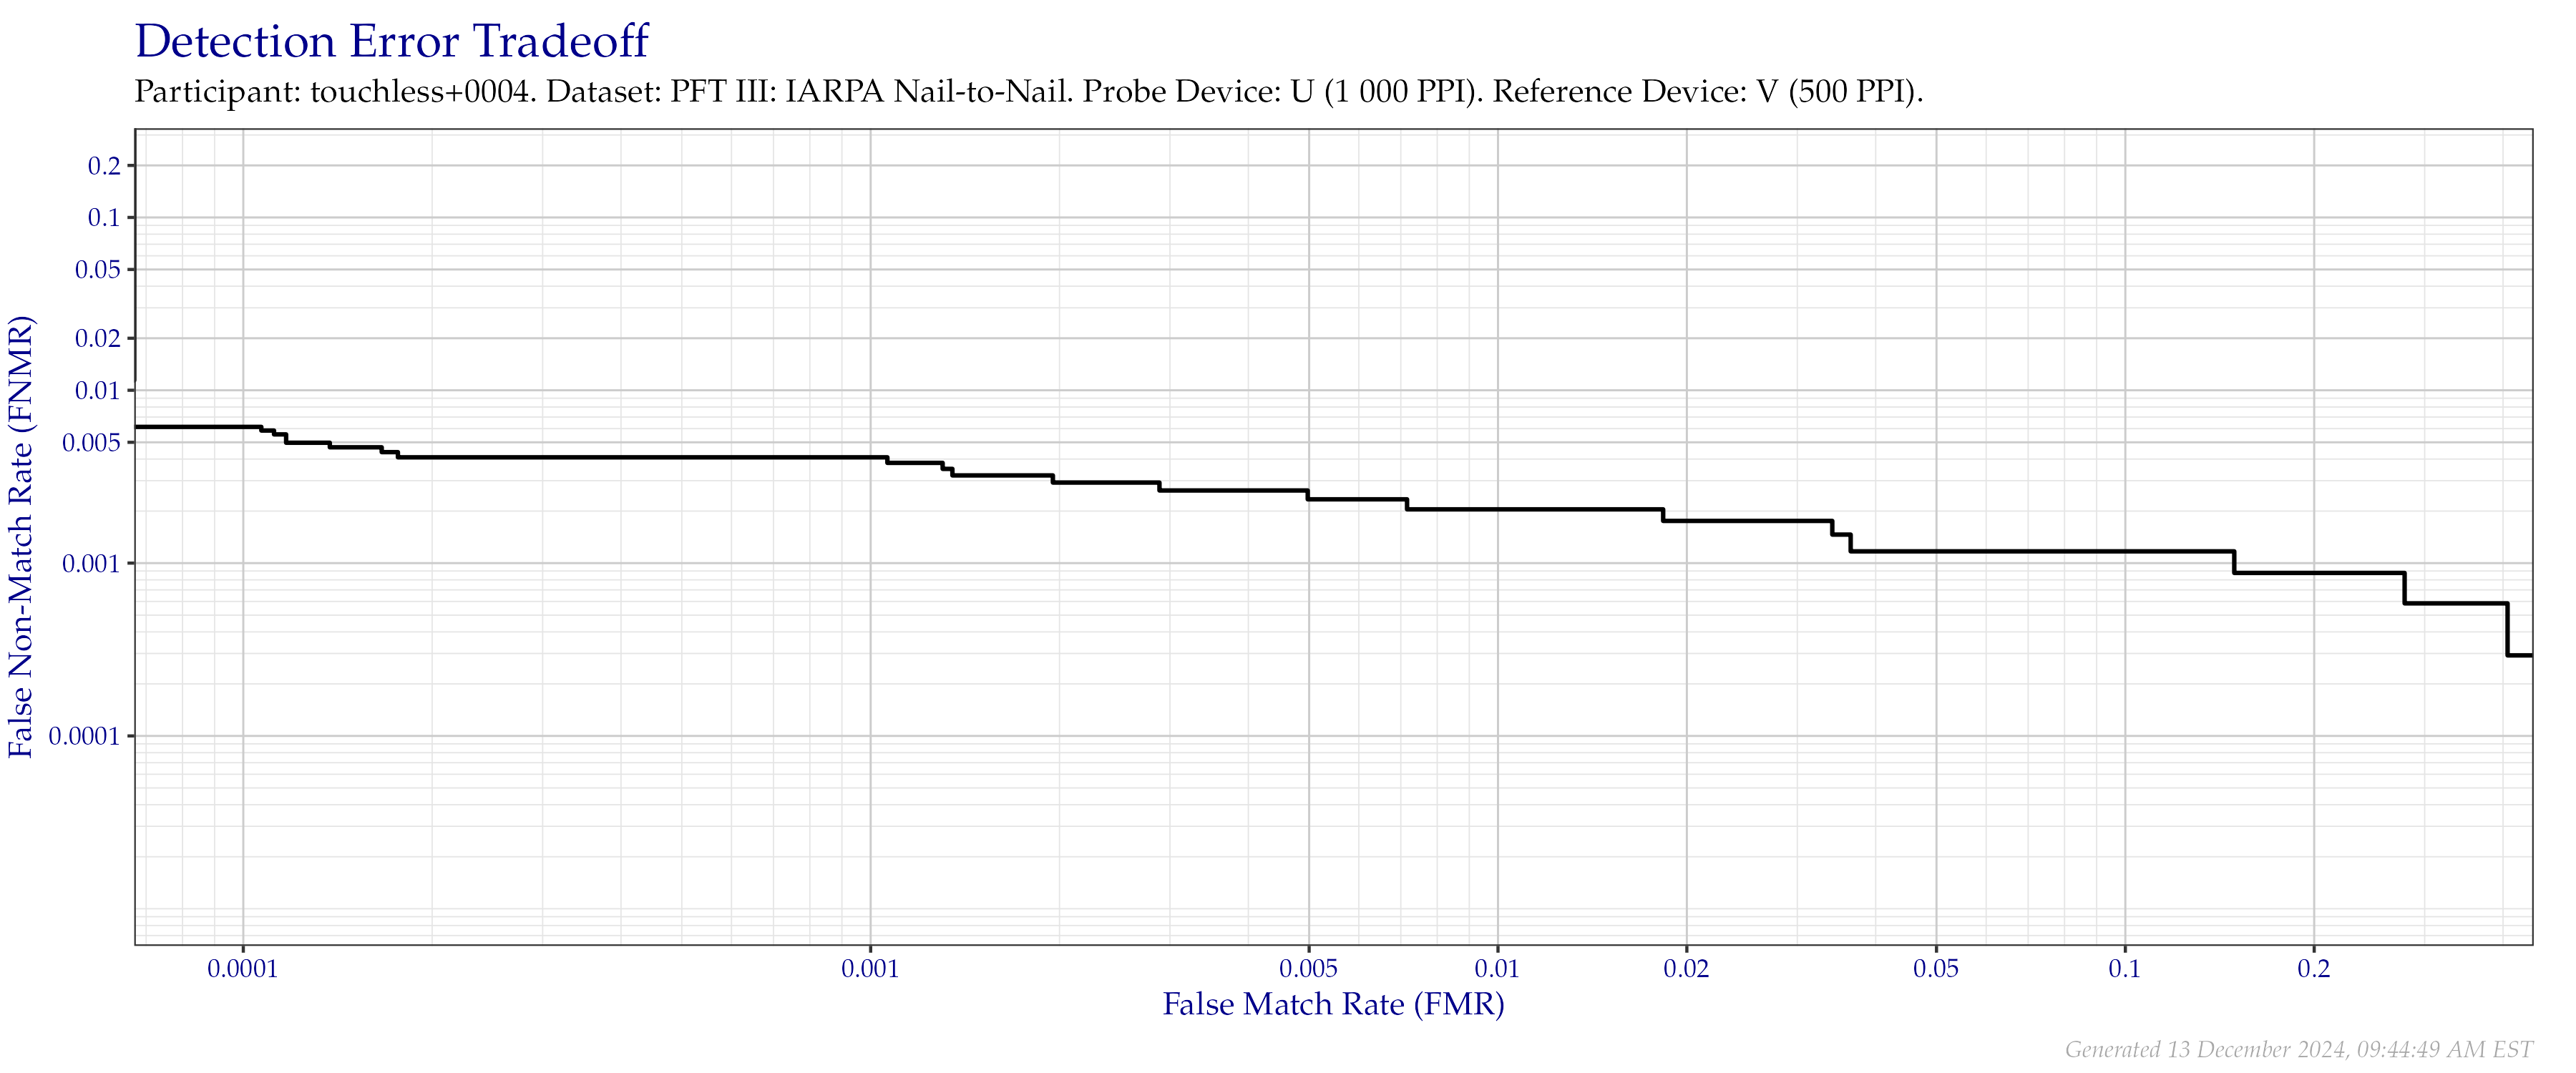 Detection Error Tradeoff
Participant: touchless+0004. Dataset: PFT III: IARPA Nail-to-Nail. Probe Device: U (1 000 PPI). Reference Device: V (500 PPI).
False Non-Match Rate (FNMR)
0.2
0.1
0.05
0.02
0.01
0.005
0.001
0.0001
0.0001 0.001 0.005 0.01 0.02 0.05 0.1 0.2
False Match Rate (FMR)
Generated 13 December 2024, 09:44:49 AM EST